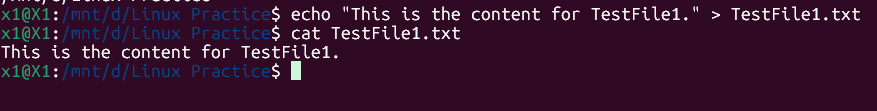 x1@X1:/mnt/d/Linux Practice$ echo "This is the content for TestFile1." > TestFile1.txt
x1@X1:/mnt/d/Linux Practice$ cat TestFile1.txt
This is the content for TestFile1.
x1@X1:/mnt/d/Linux Practice$